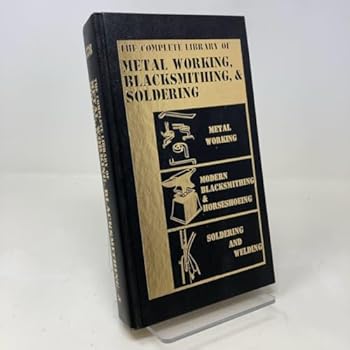 THE COMPLETE LIBRARY OF
METAL WORKING,
BLACKSMITHING, &
SOLDERING
METAL
WORKING
MODERN
BLACKSMITHING
& HORSESHOEING
SOLDERING
AND
WELDING